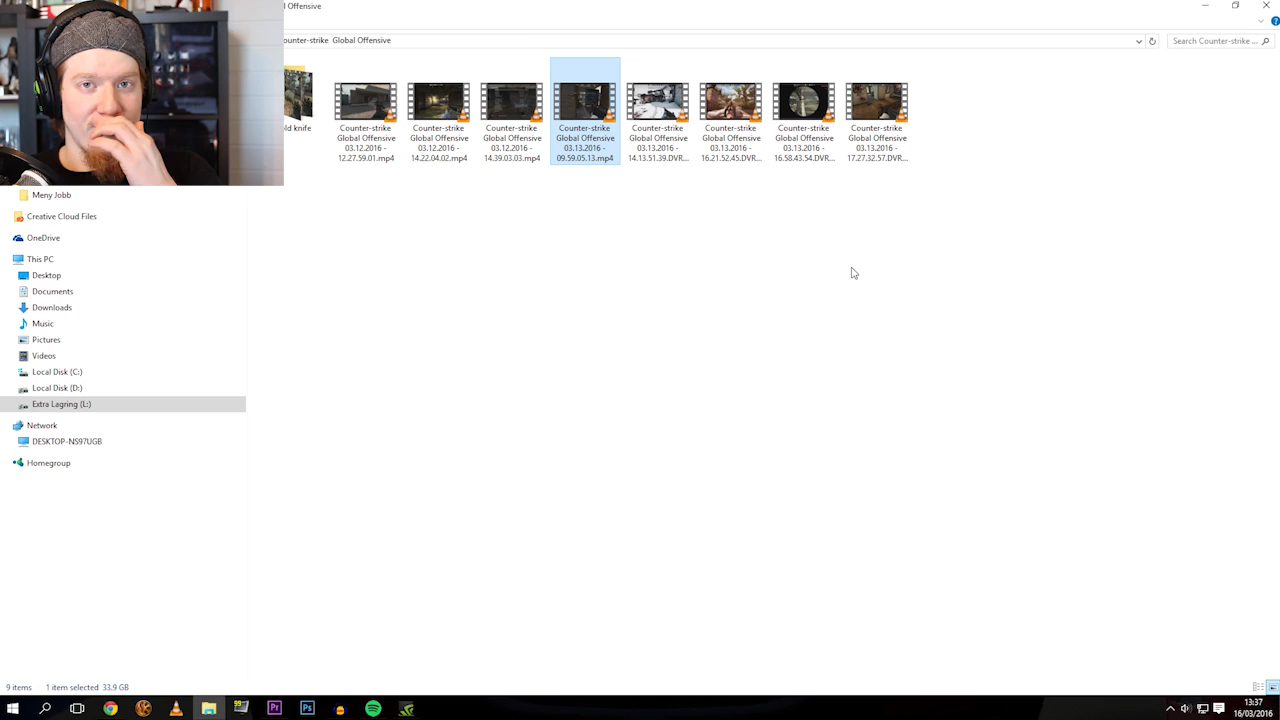 l Offensive
ounter-strike Global Offensive
Search Counter-strike ...
old knife
Counter-strike
Global Offensive
03.12.2016 -
12.27.59.01.mp4
Counter-strike
Global Offensive
03.12.2016 -
14.22.04.02.mp4
Counter-strike
Global Offensive
03.12.2016 -
14.39.03.03.mp4
Counter-strike
Global Offensive
03.13.2016 -
09.59.05.13.mp4
Counter-strike
Global Offensive
03.13.2016 -
14.13.51.39.DVR...
Counter-strike
Global Offensive
03.13.2016 -
16.21.52.45.DVR...
Counter-strike
Global Offensive
03.13.2016 -
16.58.43.54.DVR...
Counter-strike
Global Offensive
03.13.2016 -
17.27.32.57.DVR...
Meny Jobb
Creative Cloud Files
OneDrive
This PC
Desktop
Documents
Downloads
Music
Pictures
Videos
Local Disk (C:)
Local Disk (D:)
Extra Lagring (L:)
Network
DESKTOP-NS97UGB
Homegroup
9 items 1 item selected 33.9 GB
99
Pr
Ps
13:37
16/03/2016